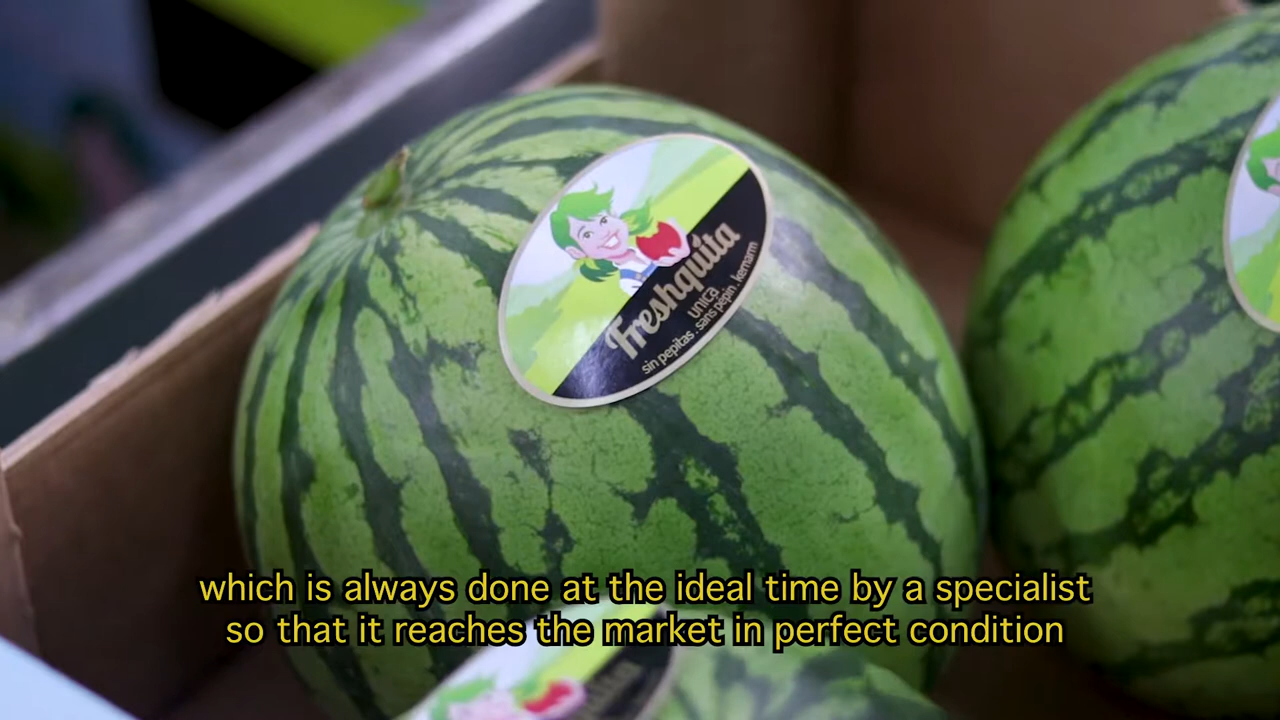 Freshquita
unica
sin pepitas . sans pepin . kernarm
which is always done at the ideal time by a specialist
so that it reaches the market in perfect condition